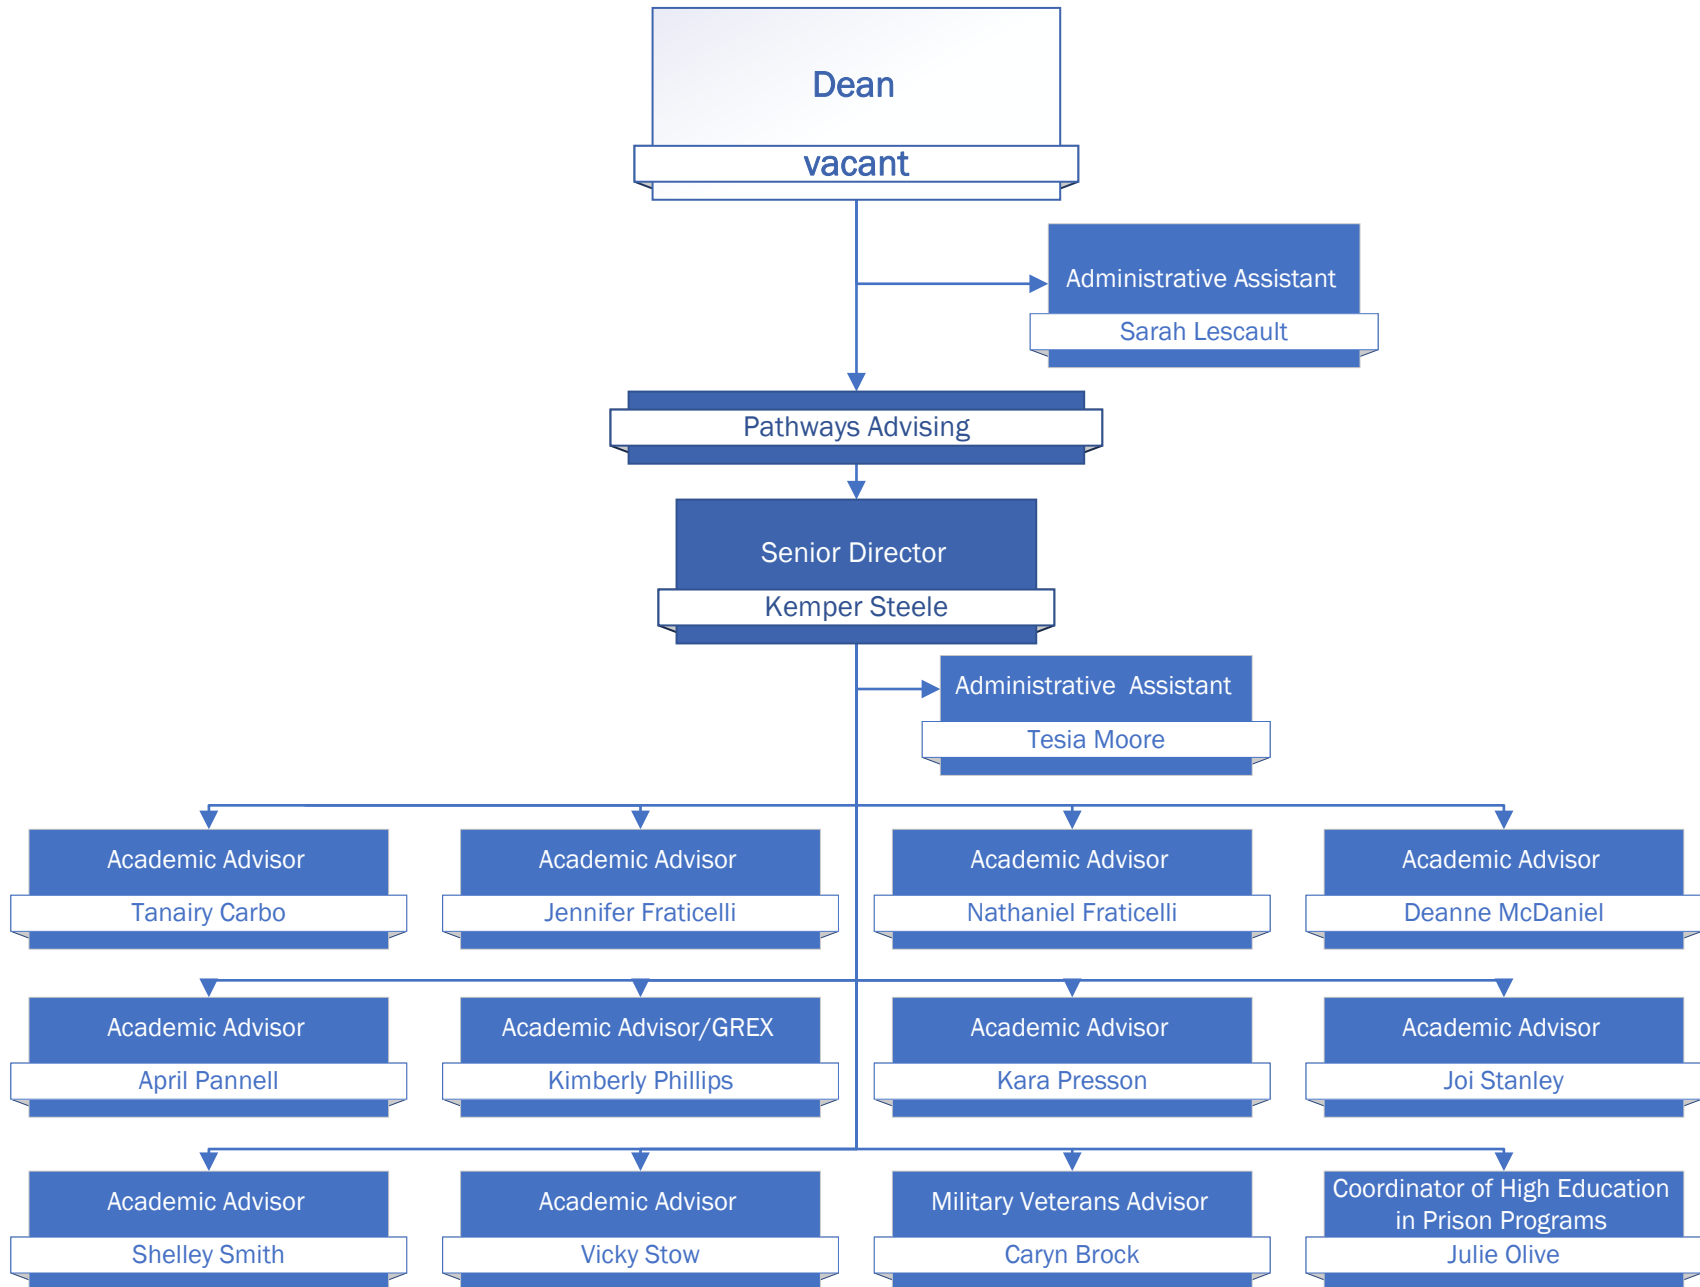 Dean
vacant
Administrative Assistant
Sarah Lescault
Pathways Advising
Senior Director
Kemper Steele
Administrative  Assistant
Tesia Moore
Academic Advisor
Tanairy Carbo
Academic Advisor
Jennifer Fraticelli
Academic Advisor
Nathaniel Fraticelli
Academic Advisor
Deanne McDaniel
Academic Advisor
April Pannell
Academic Advisor/GREX
Kimberly Phillips
Academic Advisor
Kara Presson
Academic Advisor
Joi Stanley
Academic Advisor
Shelley Smith
Academic Advisor
Vicky Stow
Military Veterans Advisor
Caryn Brock
Coordinator of High Education
in Prison Programs
Julie Olive